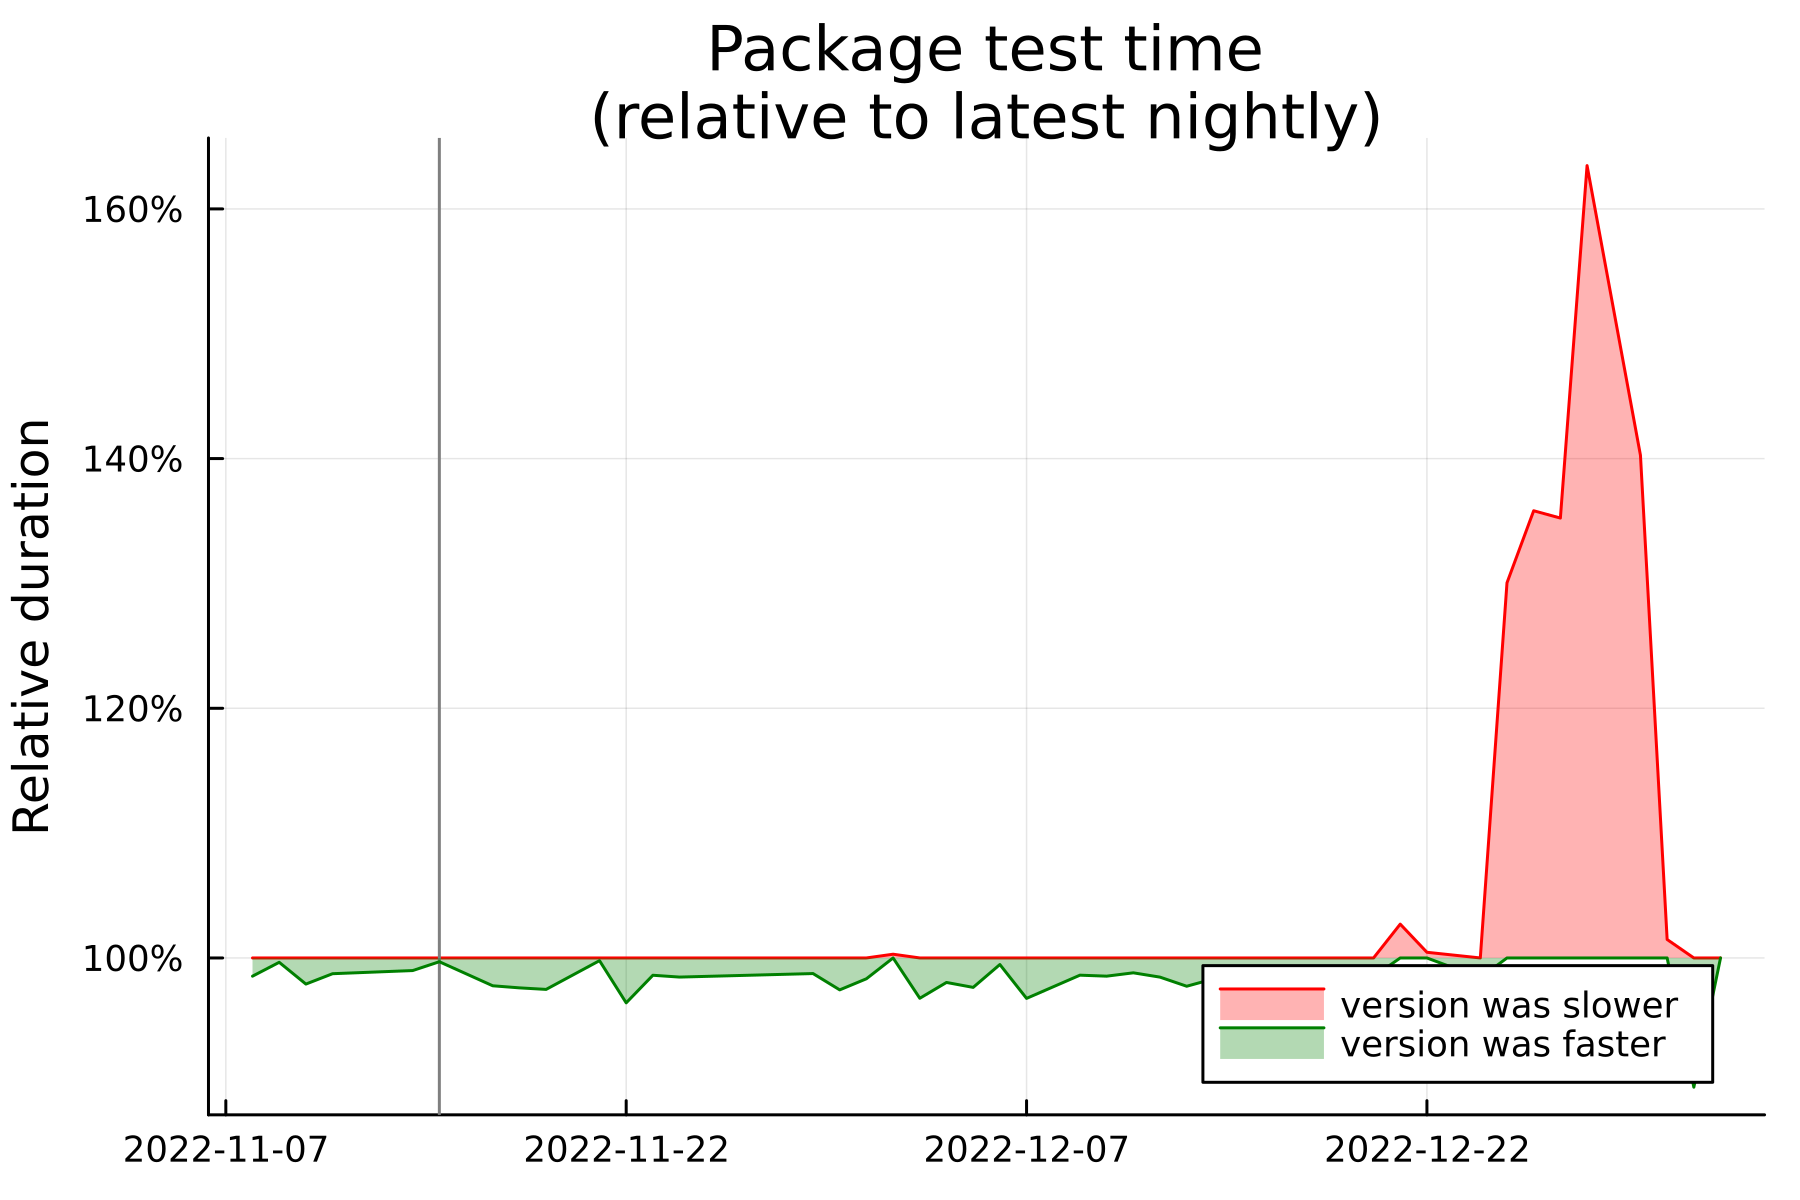 Package test time
(relative to latest nightly)
160%
140%
120%
100%
Relative duration
version was slower
version was faster
2022-11-07
2022-11-22
2022-12-07
2022-12-22